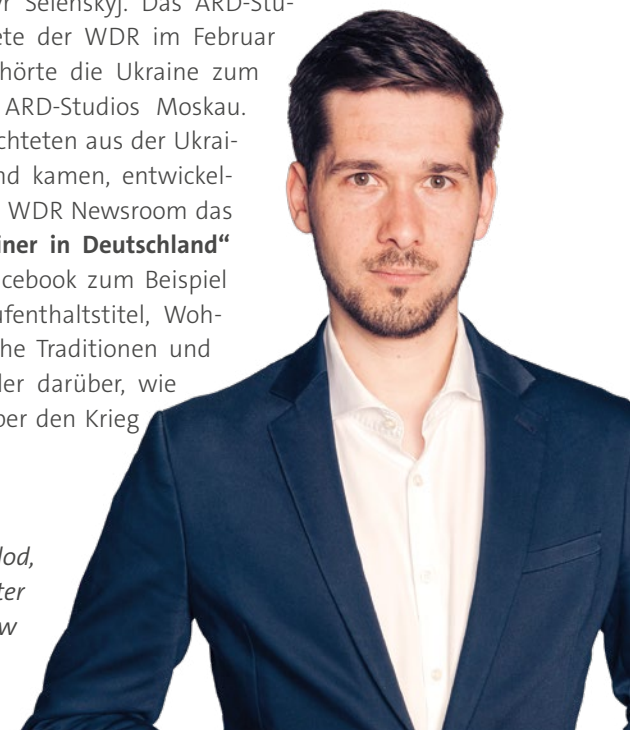 yr Selenskyj. Das ARD-Stu-
ete der WDR im Februar
hörte die Ukraine zum
ARD-Studios Moskau.
chteten aus der Ukrai-
nd kamen, entwickel-
WDR Newsroom das
iner in Deutschland“
cebook zum Beispiel
ufenthaltstitel, Woh-
he Traditionen und
ler darüber, wie
ber den Krieg
lod,
ter
w